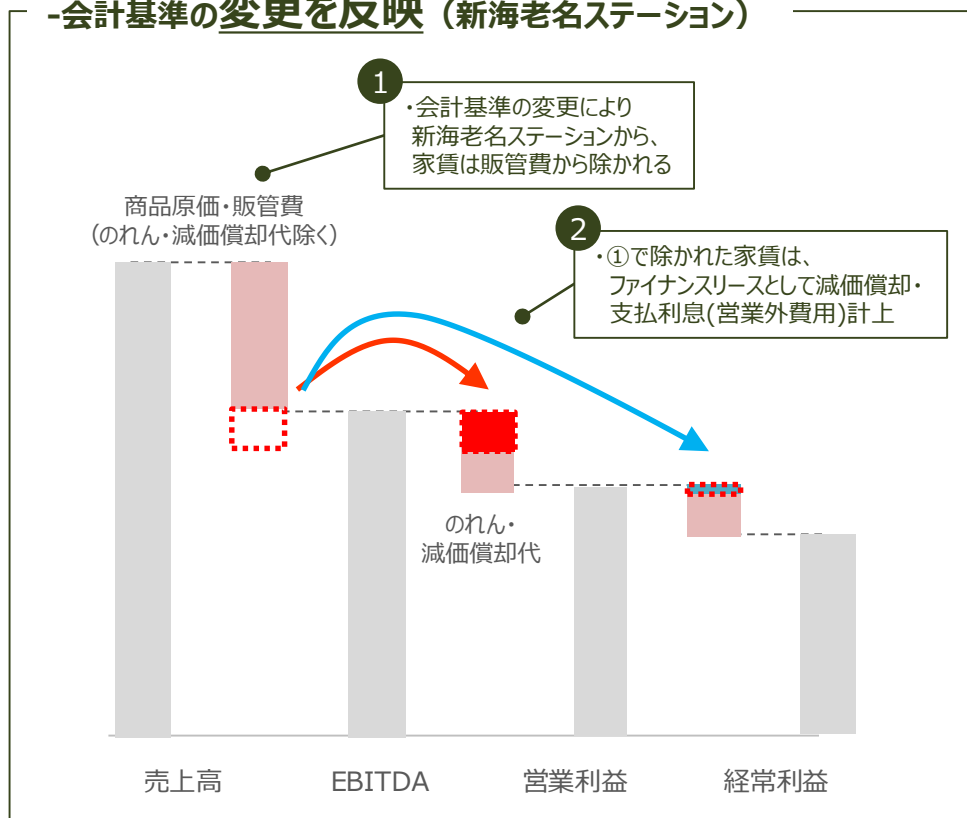 -会計基準の変更を反映（新海老名ステーション）
1
・会計基準の変更により
新海老名ステーションから、
家賃は販管費から除かれる
商品原価・販管費
（のれん・減価償却代除く）
2
・①で除かれた家賃は、
ファイナンスリースとして減価償却・
支払利息(営業外費用)計上
のれん・
減価償却代
売上高
EBITDA
営業利益
経常利益